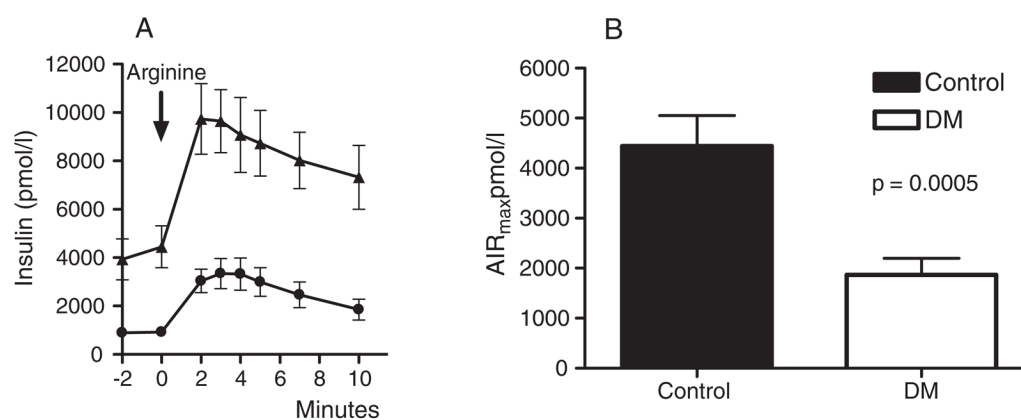 A
Insulin (pmol/l)
12000
10000
8000
6000
4000
2000
0
Arginine
-2 0 2 4 6 8 10
Minutes
B
AIRmaxpmol/l
6000
5000
4000
3000
2000
1000
0
Control
DM
p = 0.0005
Control DM